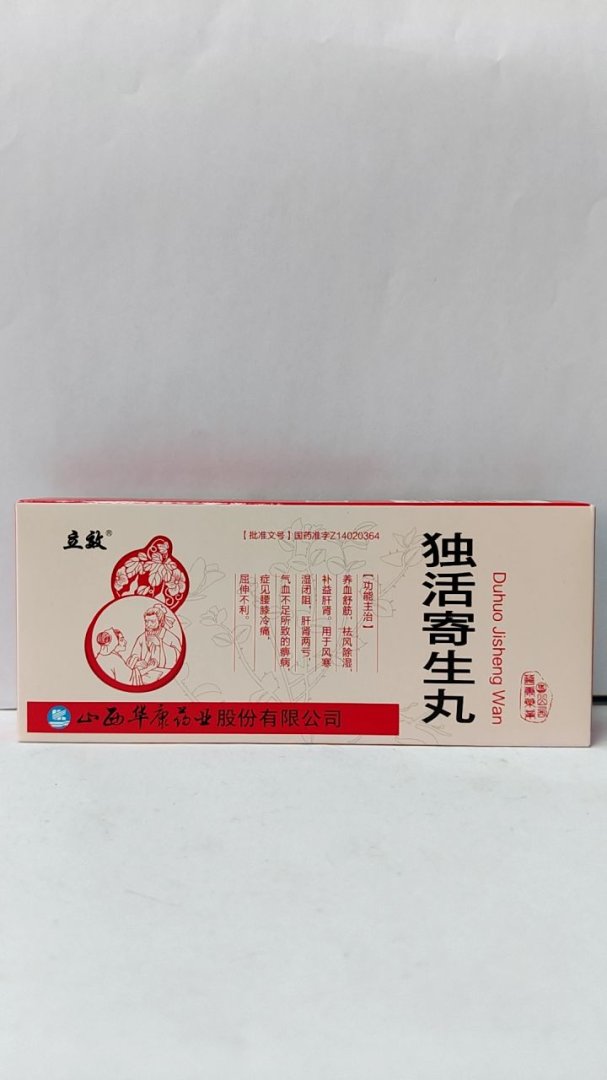 立效®
【批准文号】国药准字Z14020364
独活寄生丸
Duhuo Jisheng Wan
【功能主治】
养血舒筋，祛风除湿，
补益肝肾。用于风寒
湿闭阻，肝肾两亏，
气血不足所致的痹病，
症见腰膝冷痛，
屈伸不利。
山西华康药业股份有限公司